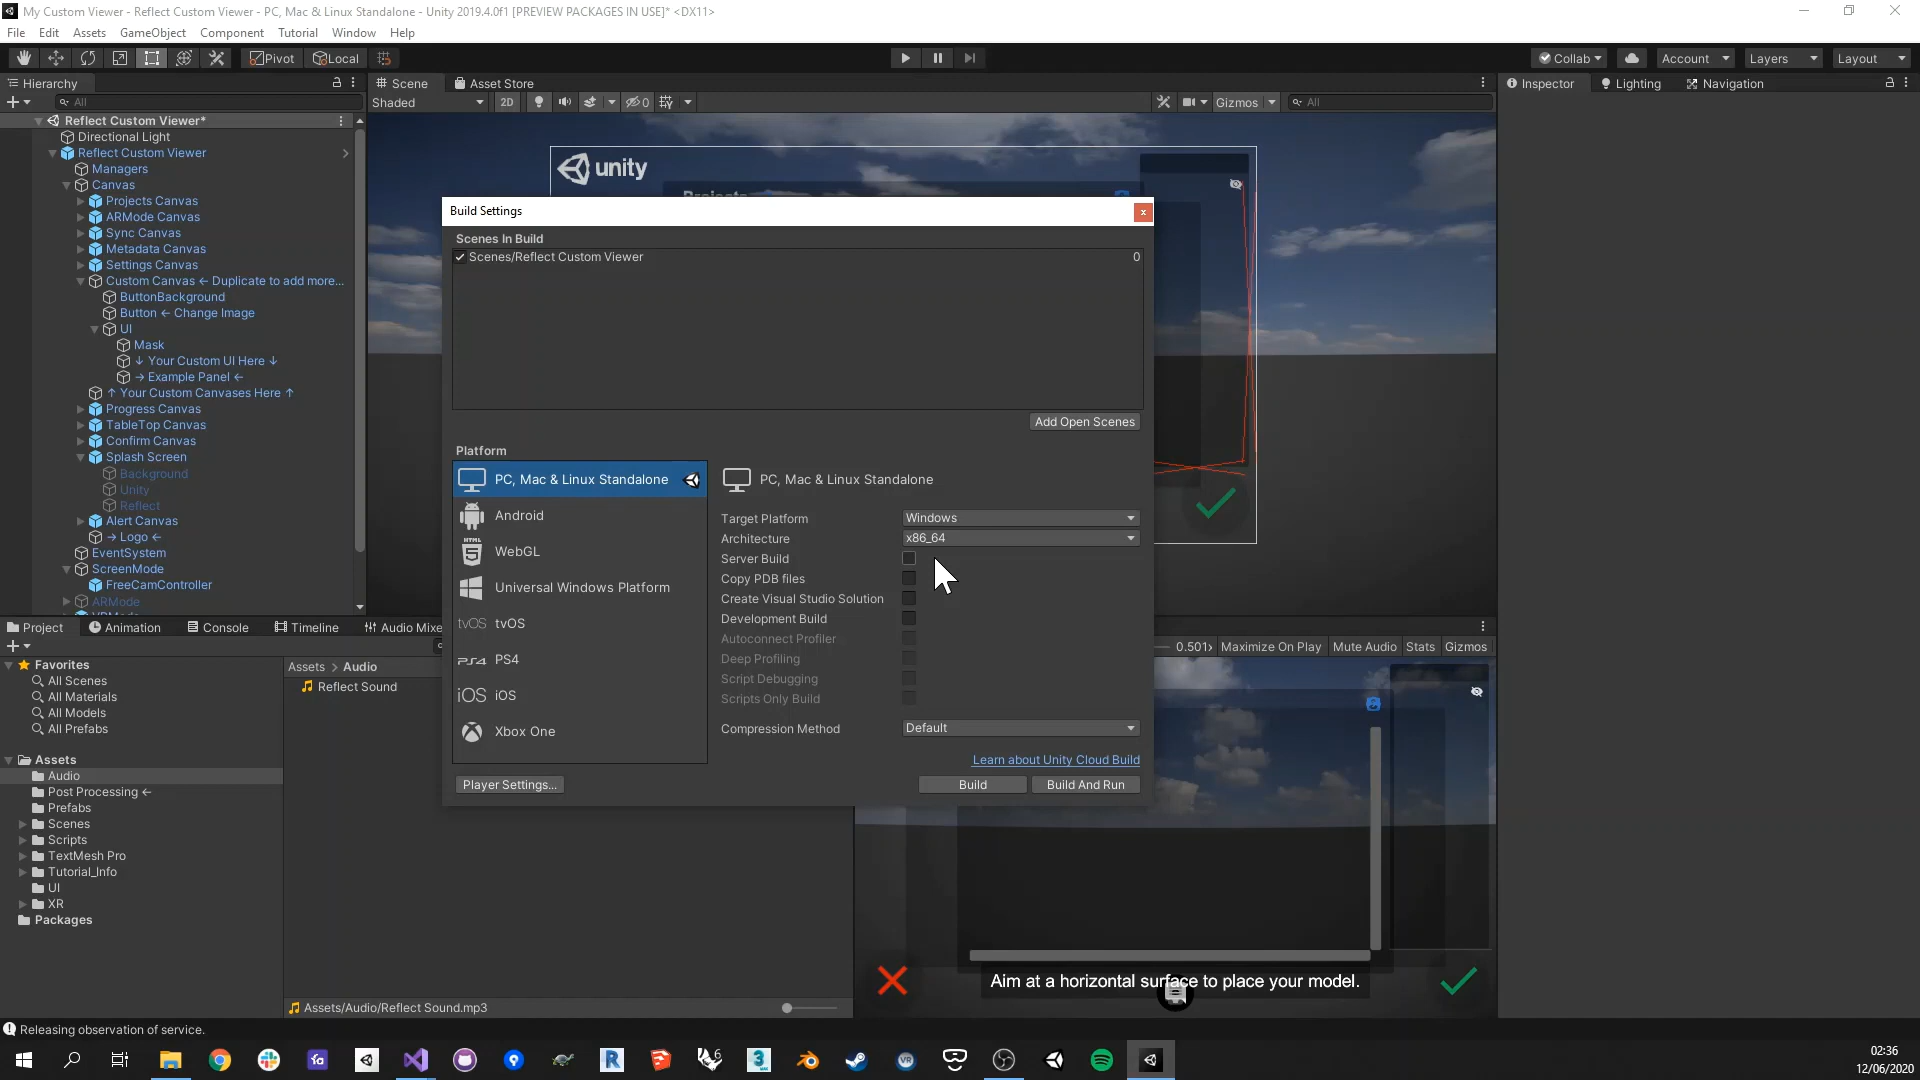 My Custom Viewer - Reflect Custom Viewer - PC, Mac & Linux Standalone - Unity 2019.4.0f1 [PREVIEW PACKAGES IN USE]* <DX11>
File Edit Assets GameObject Component Tutorial Window Help
Pivot Local Collab Account Layers Layout
Hierarchy
All
Reflect Custom Viewer*
Directional Light
Reflect Custom Viewer
Managers
Canvas
Projects Canvas
ARMode Canvas
Sync Canvas
Metadata Canvas
Settings Canvas
Custom Canvas ← Duplicate to add more...
ButtonBackground
Button ← Change Image
UI
Mask
↓ Your Custom UI Here ↓
→ Example Panel ←
↑ Your Custom Canvases Here ↑
Progress Canvas
TableTop Canvas
Confirm Canvas
Splash Screen
Background
Unity
Reflect
Alert Canvas
→ Logo ←
EventSystem
ScreenMode
FreeCamController
ARMode
Scene Asset Store
Shaded 2D 0 Gizmos All
unity
Build Settings
Scenes In Build
Scenes/Reflect Custom Viewer 0
Add Open Scenes
Platform
PC, Mac & Linux Standalone
Android
HTML
WebGL
Universal Windows Platform
tvOS tvOS
PS4
iOS iOS
Xbox One
PC, Mac & Linux Standalone
Target Platform Windows
Architecture x86_64
Server Build
Copy PDB files
Create Visual Studio Solution
Development Build
Autoconnect Profiler
Deep Profiling
Script Debugging
Scripts Only Build
Compression Method Default
Learn about Unity Cloud Build
Player Settings... Build Build And Run
Inspector Lighting Navigation
Project Animation Console Timeline Audio Mixe
Favorites
All Scenes
All Materials
All Models
All Prefabs
Assets
Audio
Post Processing ←
Prefabs
Scenes
Scripts
TextMesh Pro
Tutorial_Info
UI
XR
Packages
Assets > Audio
Reflect Sound
Assets/Audio/Reflect Sound.mp3
0.501x Maximize On Play Mute Audio Stats Gizmos
Aim at a horizontal surface to place your model.
Releasing observation of service.
02:36
12/06/2020